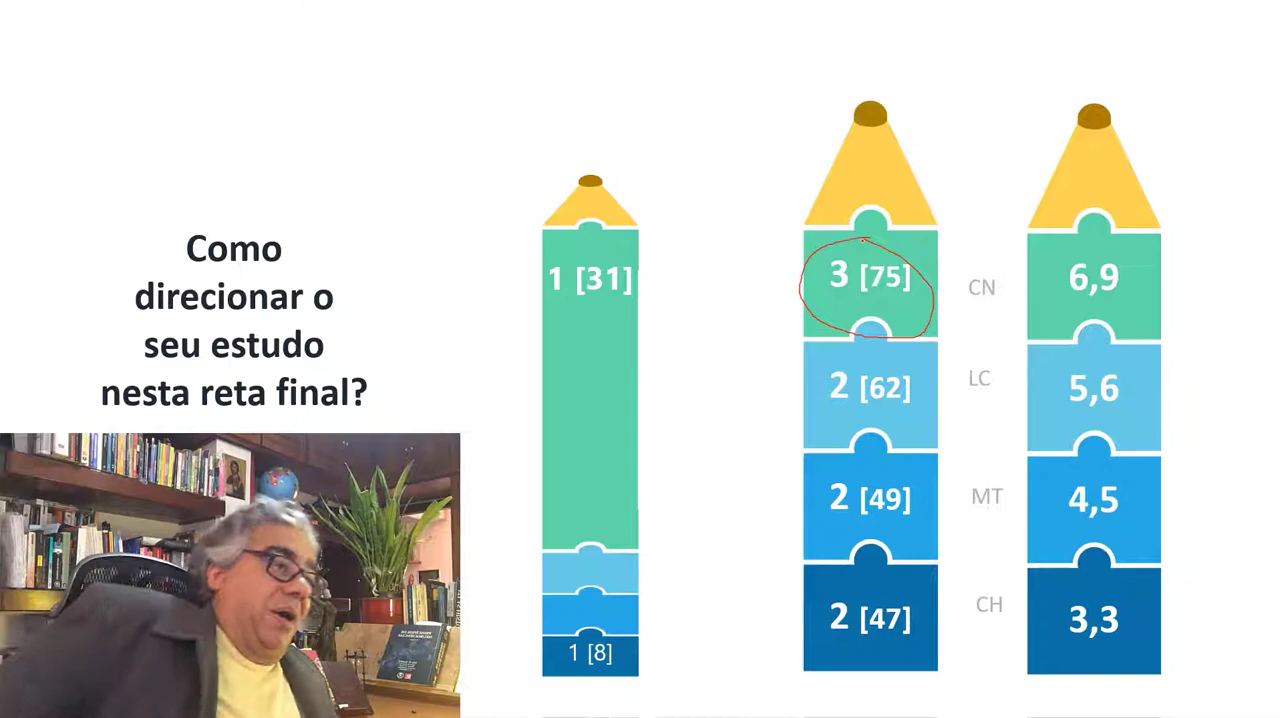 Como
direcionar o
seu estudo
nesta reta final?
1 [31]
1 [8]
3 [75]
2 [62]
2 [49]
2 [47]
CN
LC
MT
CH
6,9
5,6
4,5
3,3